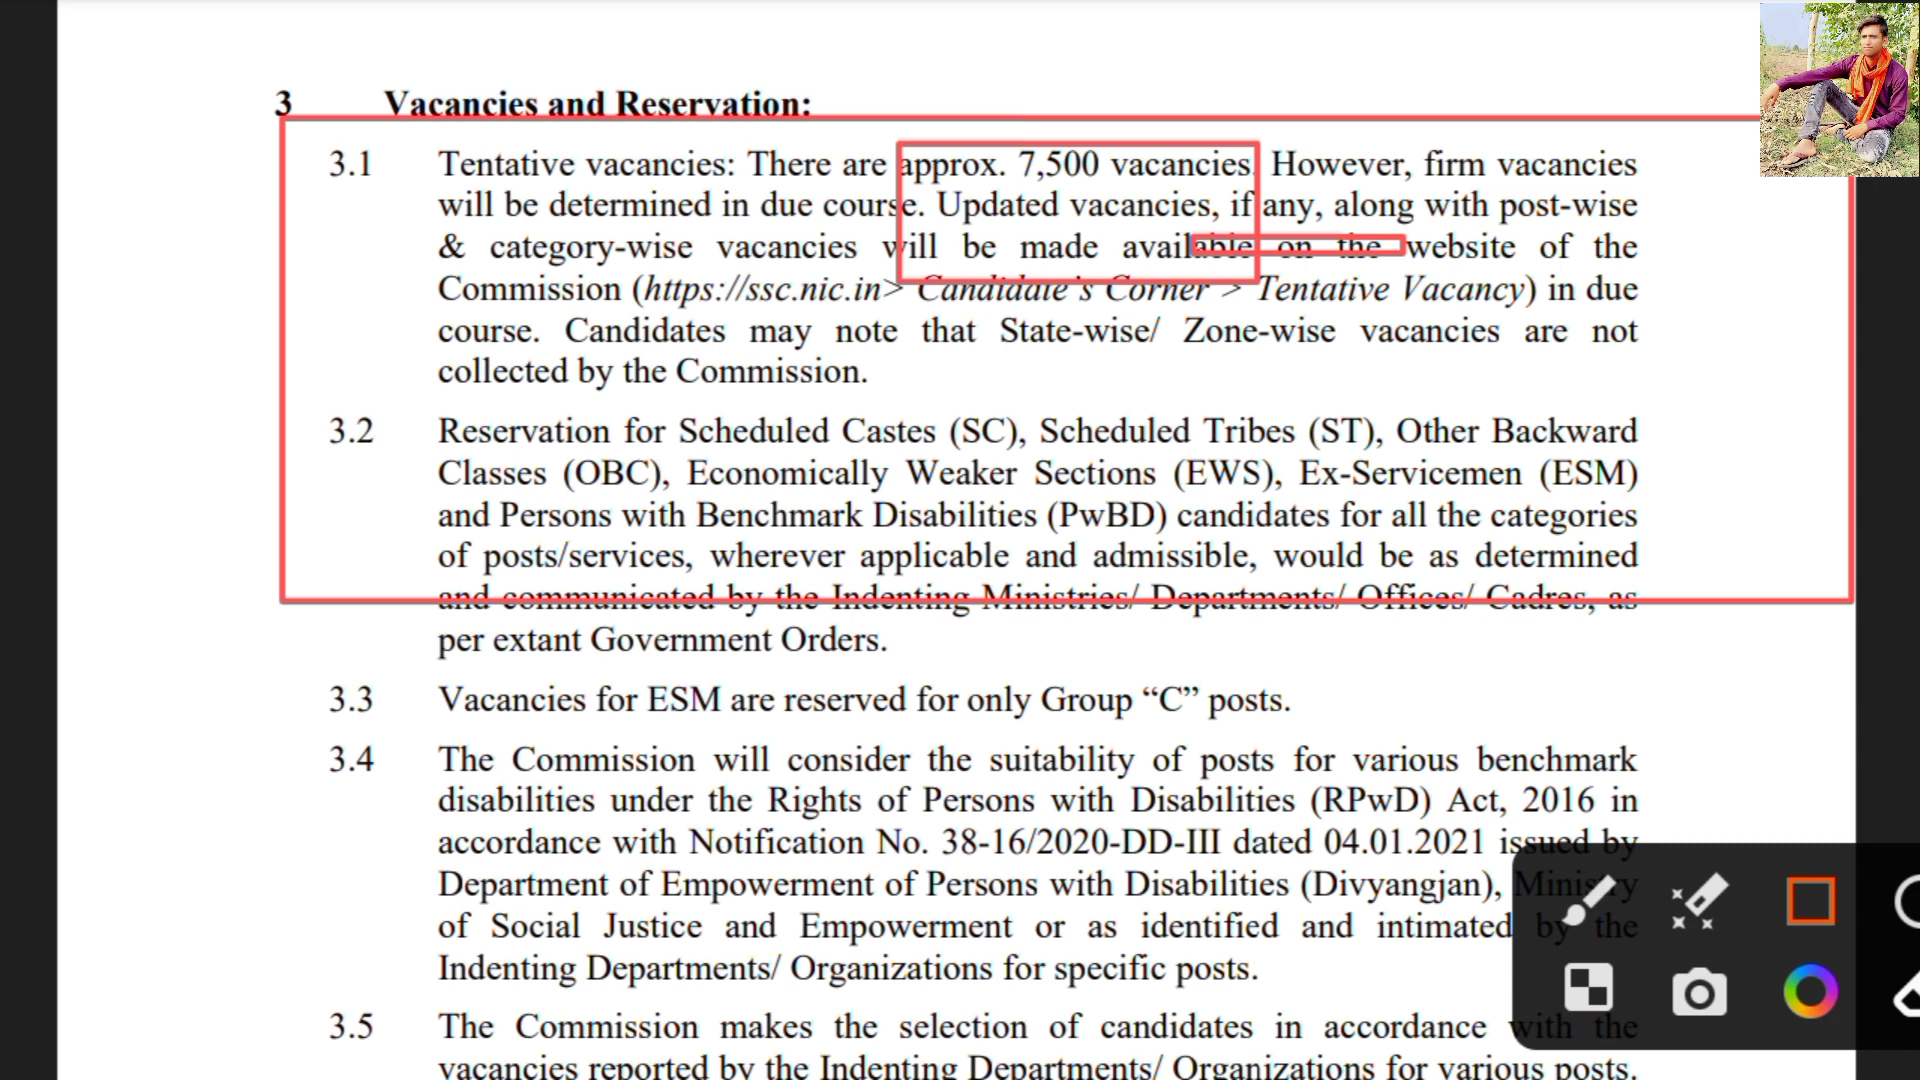 3 Vacancies and Reservation:
3.1 Tentative vacancies: There are approx. 7,500 vacancies. However, firm vacancies
will be determined in due course. Updated vacancies, if any, along with post-wise
& category-wise vacancies will be made available on the website of the
Commission (https://ssc.nic.in> Candidate's Corner > Tentative Vacancy) in due
course. Candidates may note that State-wise/ Zone-wise vacancies are not
collected by the Commission.
3.2 Reservation for Scheduled Castes (SC), Scheduled Tribes (ST), Other Backward
Classes (OBC), Economically Weaker Sections (EWS), Ex-Servicemen (ESM)
and Persons with Benchmark Disabilities (PwBD) candidates for all the categories
of posts/services, wherever applicable and admissible, would be as determined
and communicated by the Indenting Ministries/ Departments/ Offices/ Cadres, as
per extant Government Orders.
3.3 Vacancies for ESM are reserved for only Group “C” posts.
3.4 The Commission will consider the suitability of posts for various benchmark
disabilities under the Rights of Persons with Disabilities (RPwD) Act, 2016 in
accordance with Notification No. 38-16/2020-DD-III dated 04.01.2021 issued by
Department of Empowerment of Persons with Disabilities (Divyangjan), Ministry
of Social Justice and Empowerment or as identified and intimated by the
Indenting Departments/ Organizations for specific posts.
3.5 The Commission makes the selection of candidates in accordance with the
vacancies reported by the Indenting Departments/ Organizations for various posts.